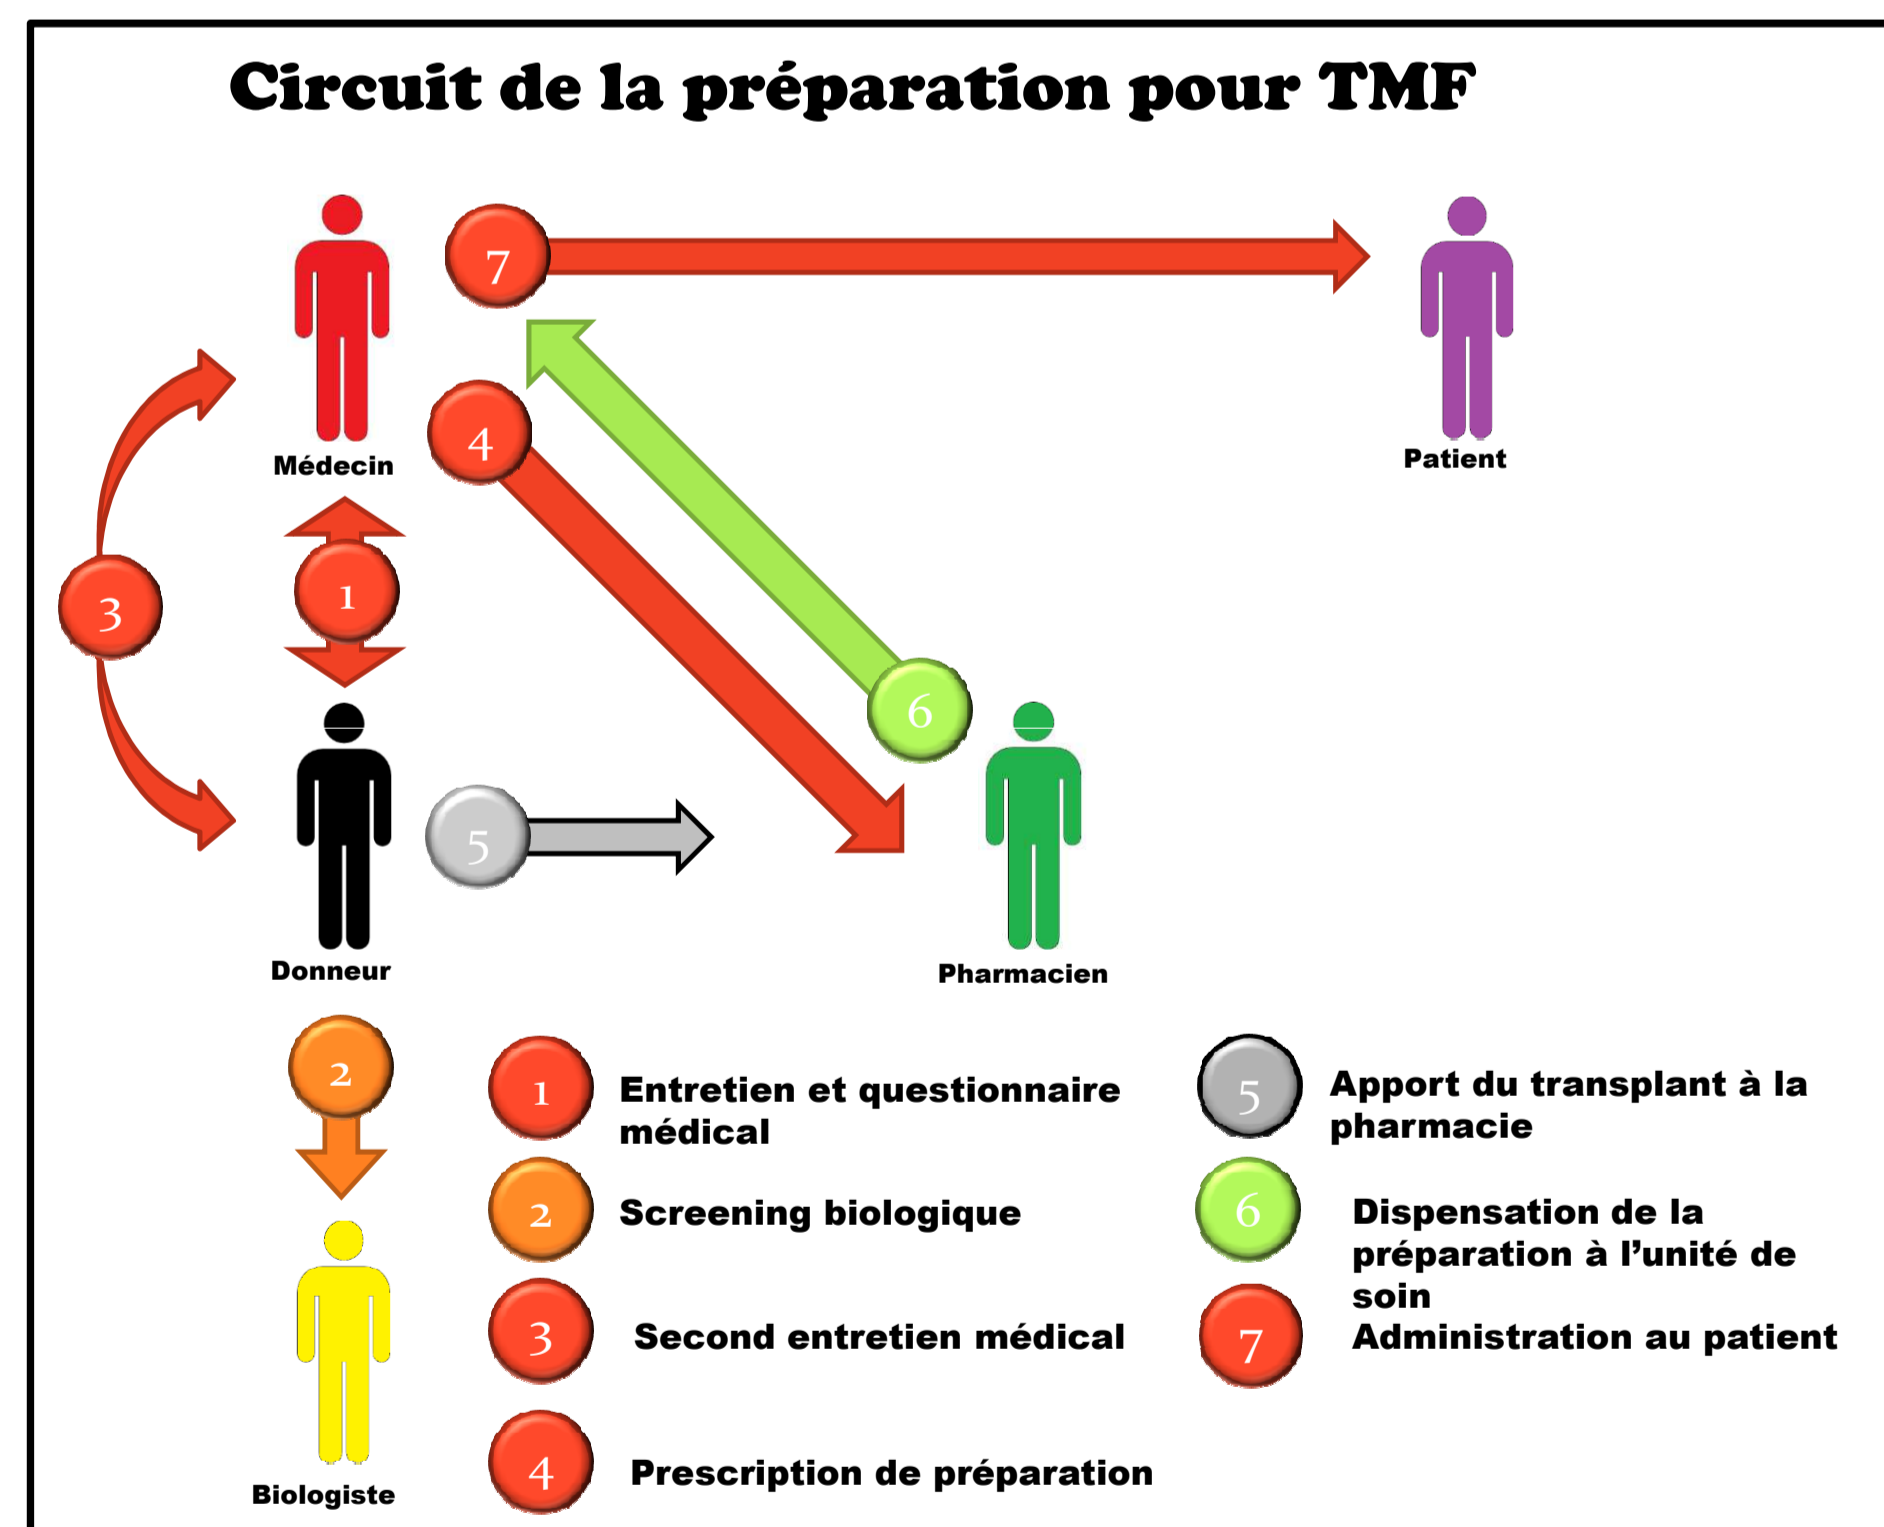 Circuit de la préparation pour TMF
7
4
Médecin
Patient
3
1
6
5
Donneur
Pharmacien
2
Biologiste
1
Entretien et questionnaire
médical
2
Screening biologique
3
Second entretien médical
4
Prescription de préparation
5
Apport du transplant à la
pharmacie
6
Dispensation de la
préparation à l'unité de
soin
7
Administration au patient